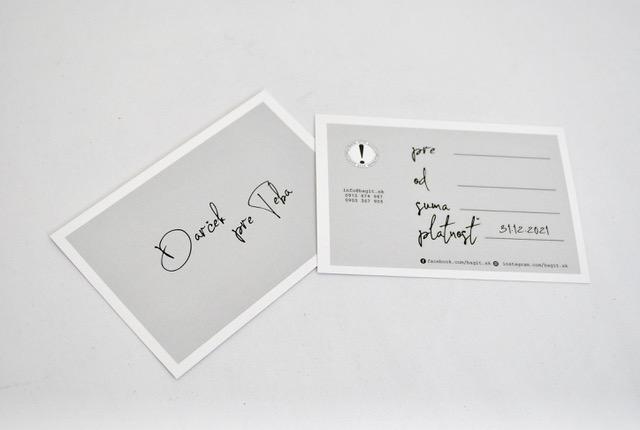 Darček
pre Teba
!
pre
od
suma
platnosť 31.12.2021
info@bagit.sk
facebook.com/bagit.sk instagram.com/bagit.sk